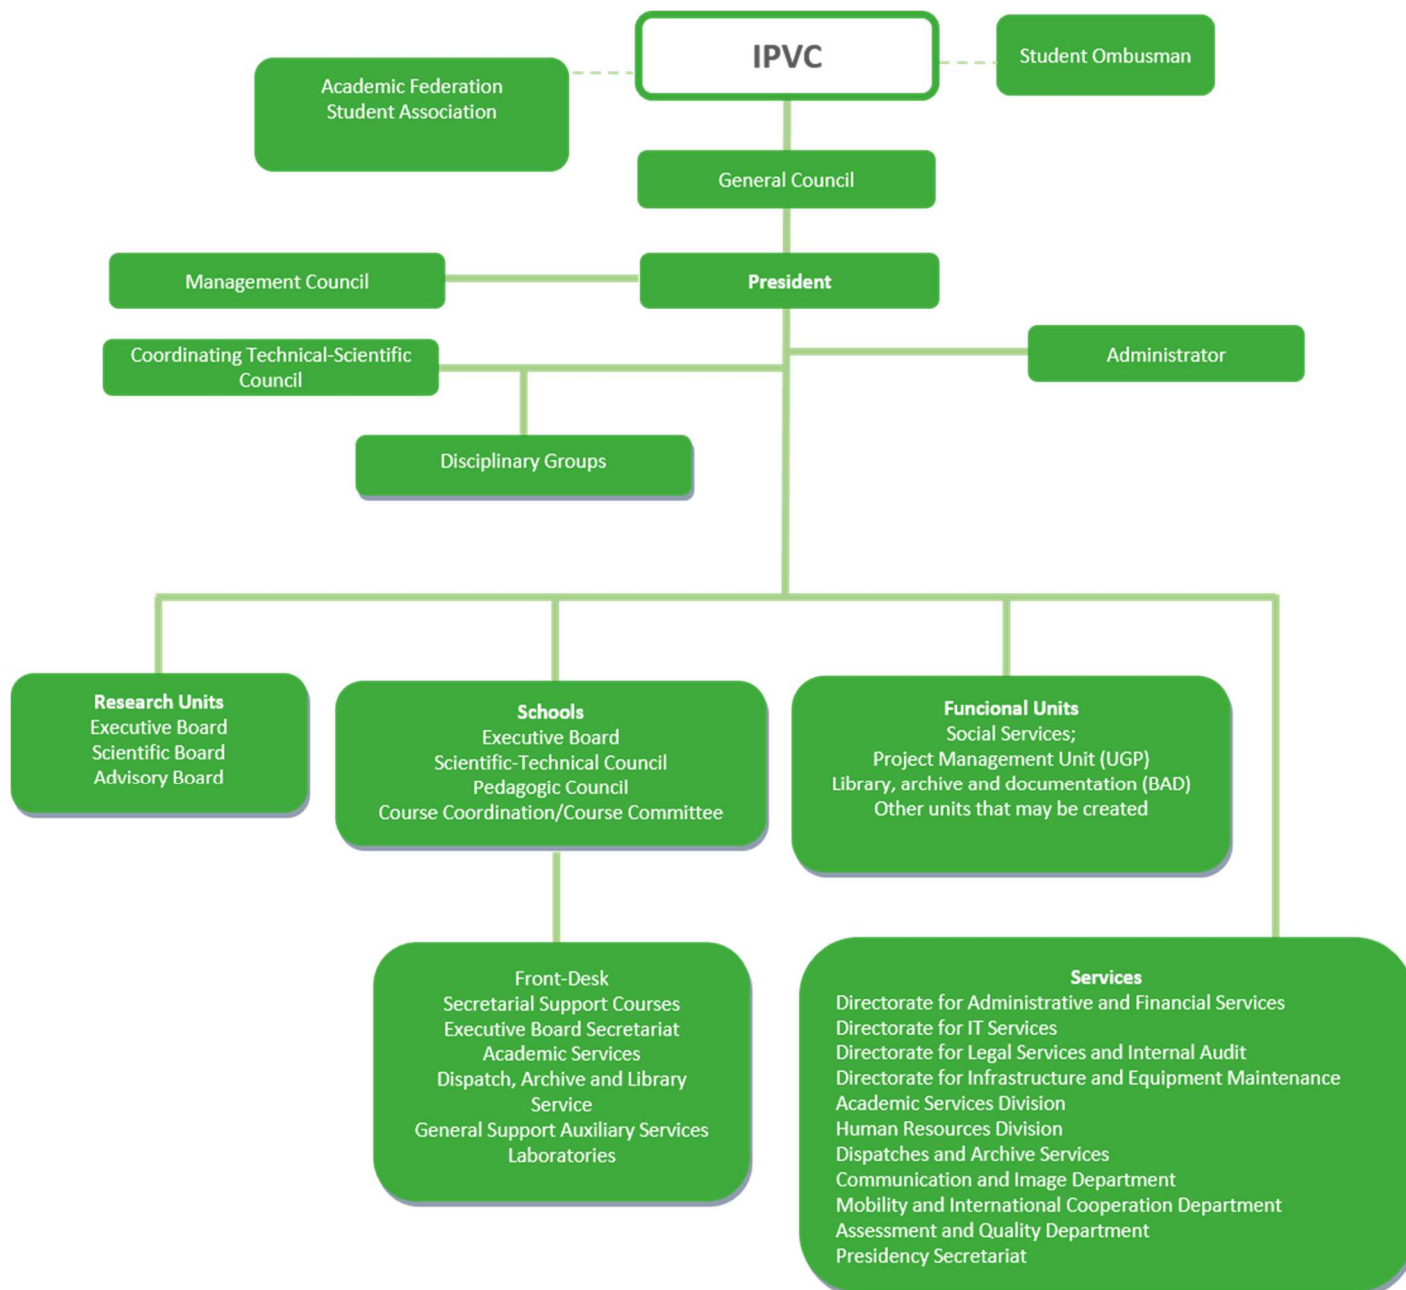 IPVC
Student Ombusman
Academic Federation
Student Association
General Council
Management Council
President
Coordinating Technical-Scientific
Council
Administrator
Disciplinary Groups
Research Units
Executive Board
Scientific Board
Advisory Board
Schools
Executive Board
Scientific-Technical Council
Pedagogic Council
Course Coordination/Course Committee
Funcional Units
Social Services;
Project Management Unit (UGP)
Library, archive and documentation (BAD)
Other units that may be created
Front-Desk
Secretarial Support Courses
Executive Board Secretariat
Academic Services
Dispatch, Archive and Library
Service
General Support Auxiliary Services
Laboratories
Services
Directorate for Administrative and Financial Services
Directorate for IT Services
Directorate for Legal Services and Internal Audit
Directorate for Infrastructure and Equipment Maintenance
Academic Services Division
Human Resources Division
Dispatches and Archive Services
Communication and Image Department
Mobility and International Cooperation Department
Assessment and Quality Department
Presidency Secretariat